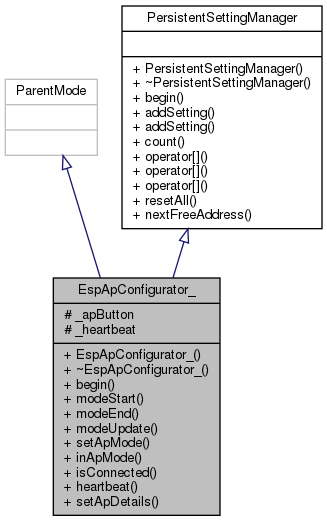 PersistentSettingManager
+ PersistentSettingManager()
+ ~PersistentSettingManager()
+ begin()
+ addSetting()
+ addSetting()
+ count()
+ operator[]()
+ operator[]()
+ operator[]()
+ resetAll()
+ nextFreeAddress()
ParentMode
EspApConfigurator_
# _apButton
# _heartbeat
+ EspApConfigurator_()
+ ~EspApConfigurator_()
+ begin()
+ modeStart()
+ modeEnd()
+ modeUpdate()
+ setApMode()
+ inApMode()
+ isConnected()
+ heartbeat()
+ setApDetails()